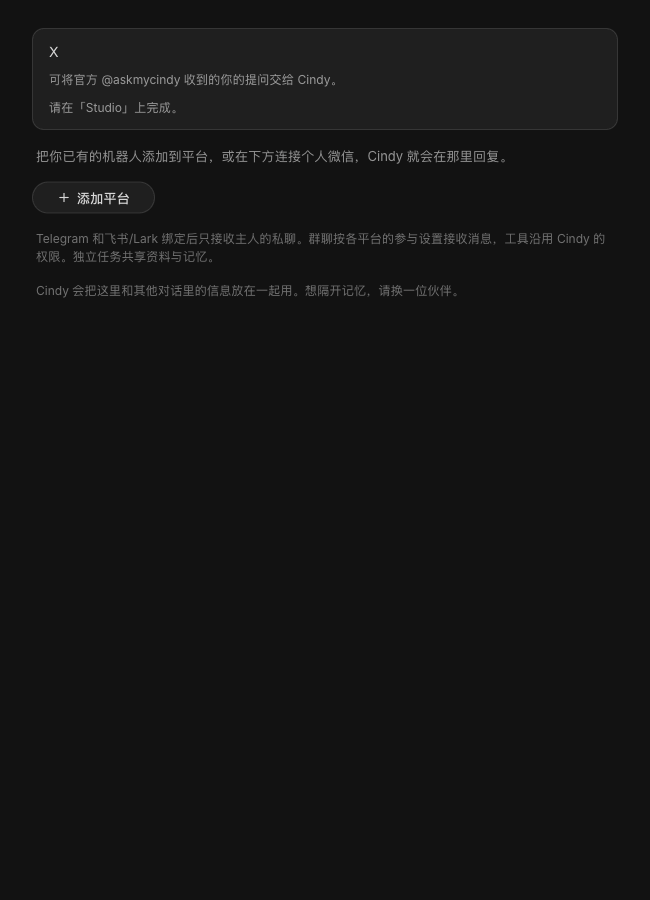 X
可将官方 @askmycindy 收到的你的提问交给 Cindy。
请在「Studio」上完成。
把你已有的机器人添加到平台，或在下方连接个人微信，Cindy 就会在那里回复。
+ 添加平台
Telegram 和飞书/Lark 绑定后只接收主人的私聊。群聊按各平台的参与设置接收消息，工具沿用 Cindy 的
权限。独立任务共享资料与记忆。
Cindy 会把这里和其他对话里的信息放在一起用。想隔开记忆，请换一位伙伴。